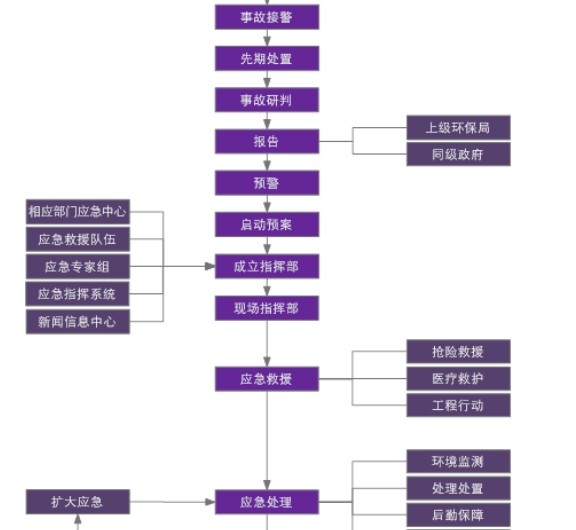 事故接警
先期处置
事故研判
报告
上级环保局
同级政府
预警
启动预案
相应部门应急中心
应急救援队伍
应急专家组
应急指挥系统
新闻信息中心
成立指挥部
现场指挥部
应急救援
抢险救援
医疗救护
工程行动
扩大应急
应急处理
环境监测
处理处置
后勤保障